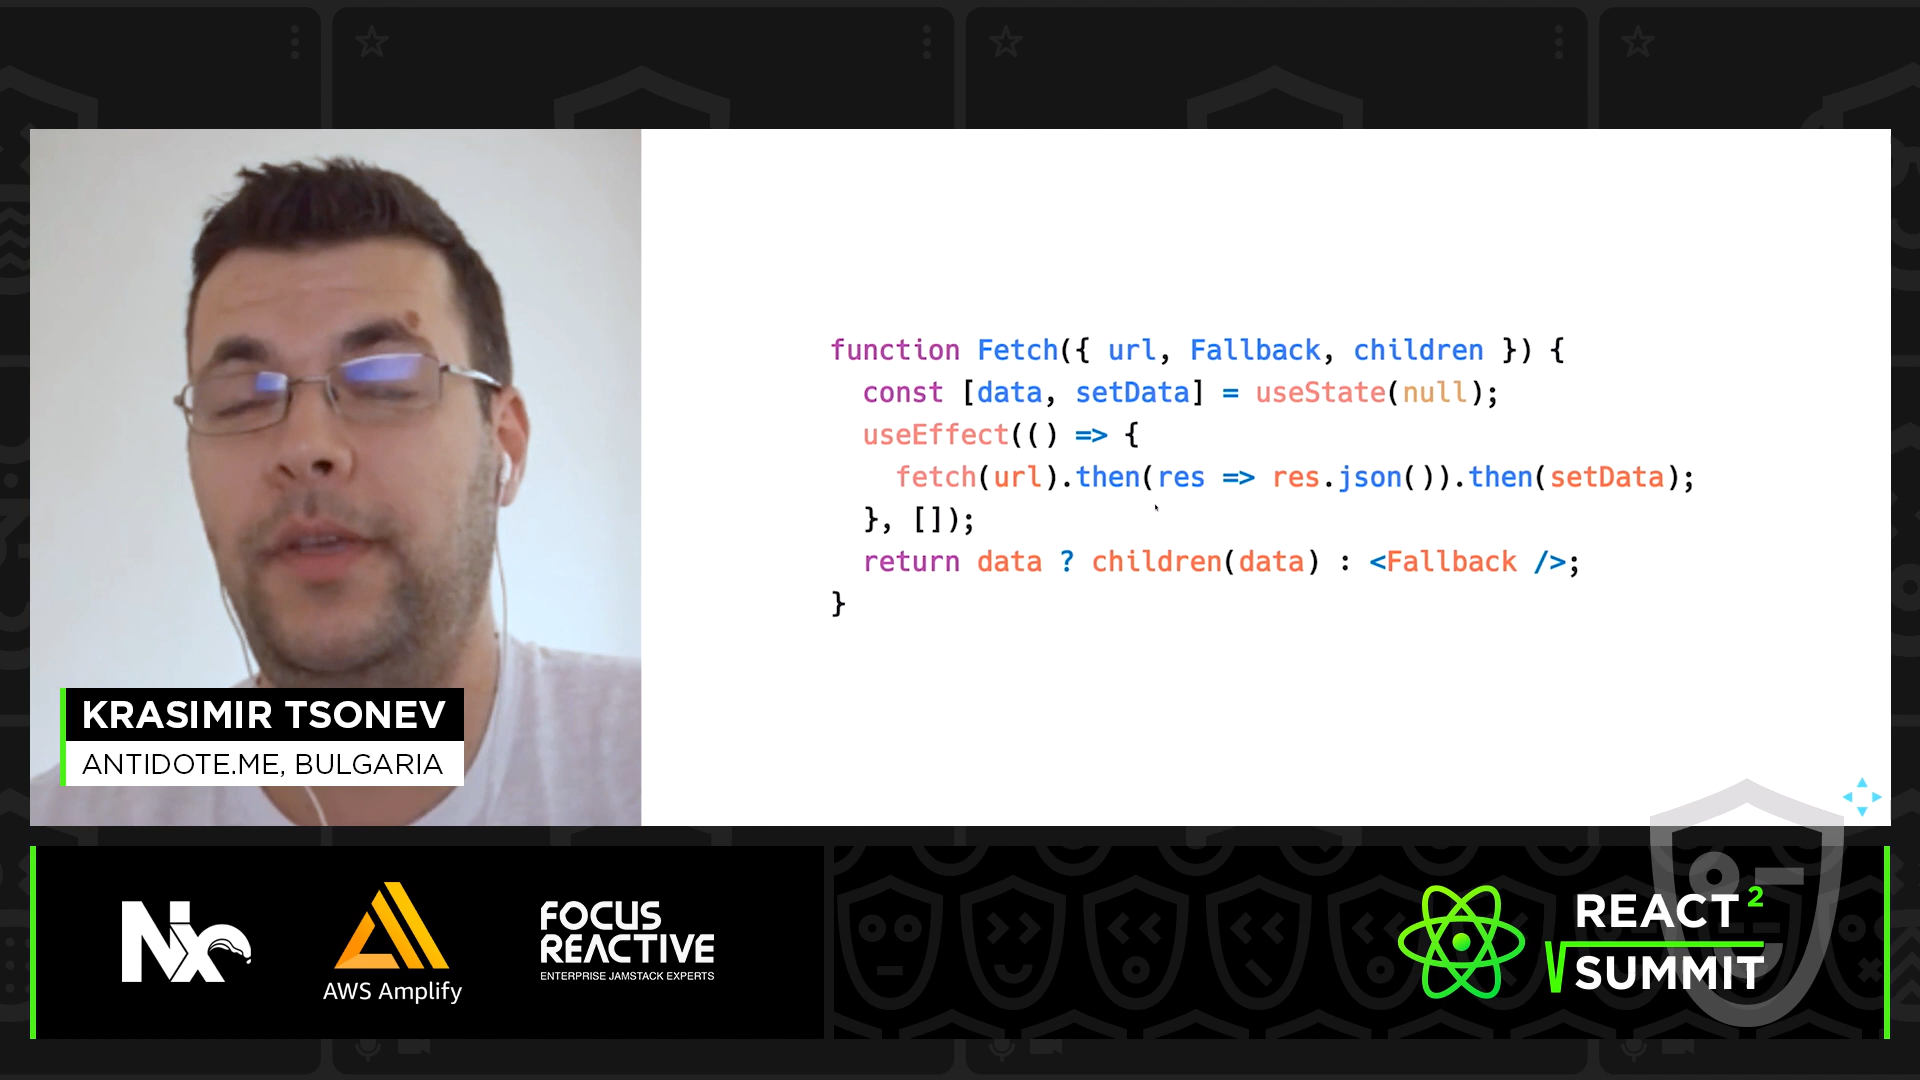 function Fetch({ url, Fallback, children }) {
  const [data, setData] = useState(null);
  useEffect(() => {
    fetch(url).then(res => res.json()).then(setData);
  }, []);
  return data ? children(data) : <Fallback />;
}
KRASIMIR TSONEV
ANTIDOTE.ME, BULGARIA
Nx
AWS Amplify
FOCUS
REACTIVE
ENTERPRISE JAMSTACK EXPERTS
REACT 2
SUMMIT